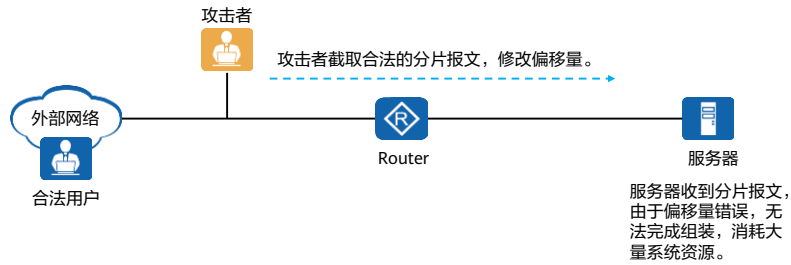 攻击者
攻击者截取合法的分片报文，修改偏移量。
外部网络
R
Router
服务器
合法用户
服务器收到分片报文，
由于偏移量错误，无
法完成组装，消耗大
量系统资源。